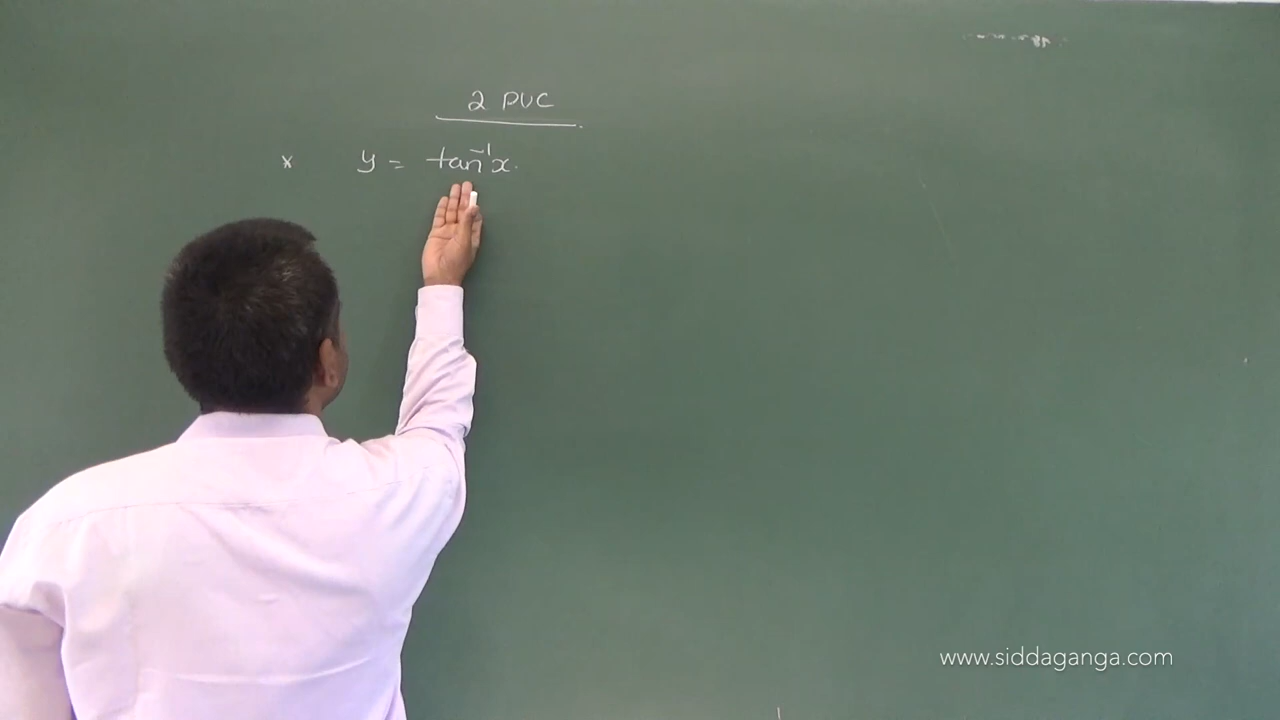 2 PUC
* y = tan⁻¹x.
www.siddaganga.com